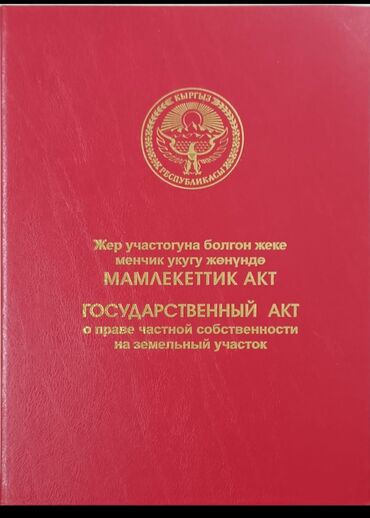 КЫРГЫЗ
РЕСПУБЛИКАСЫ
Жер участогуна болгон жеке
менчик укугу жөнүндө
МАМЛЕКЕТТИК АКТ
ГОСУДАРСТВЕННЫЙ АКТ
о праве частной собственности
на земельный участок